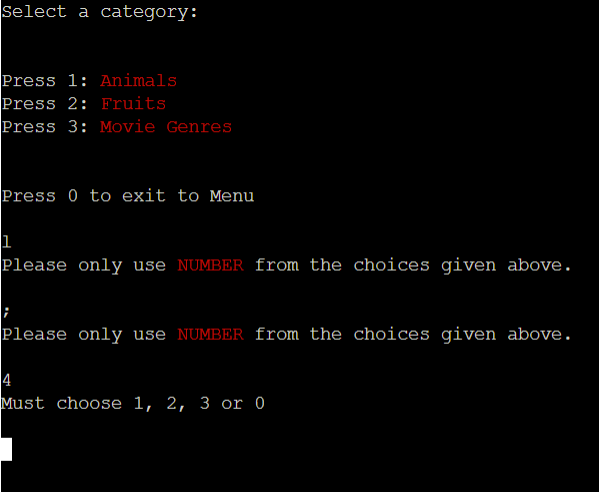 Select a category:
Press 1: Animals
Press 2: Fruits
Press 3: Movie Genres
Press 0 to exit to Menu
l
Please only use NUMBER from the choices given above.
;
Please only use NUMBER from the choices given above.
4
Must choose 1, 2, 3 or 0